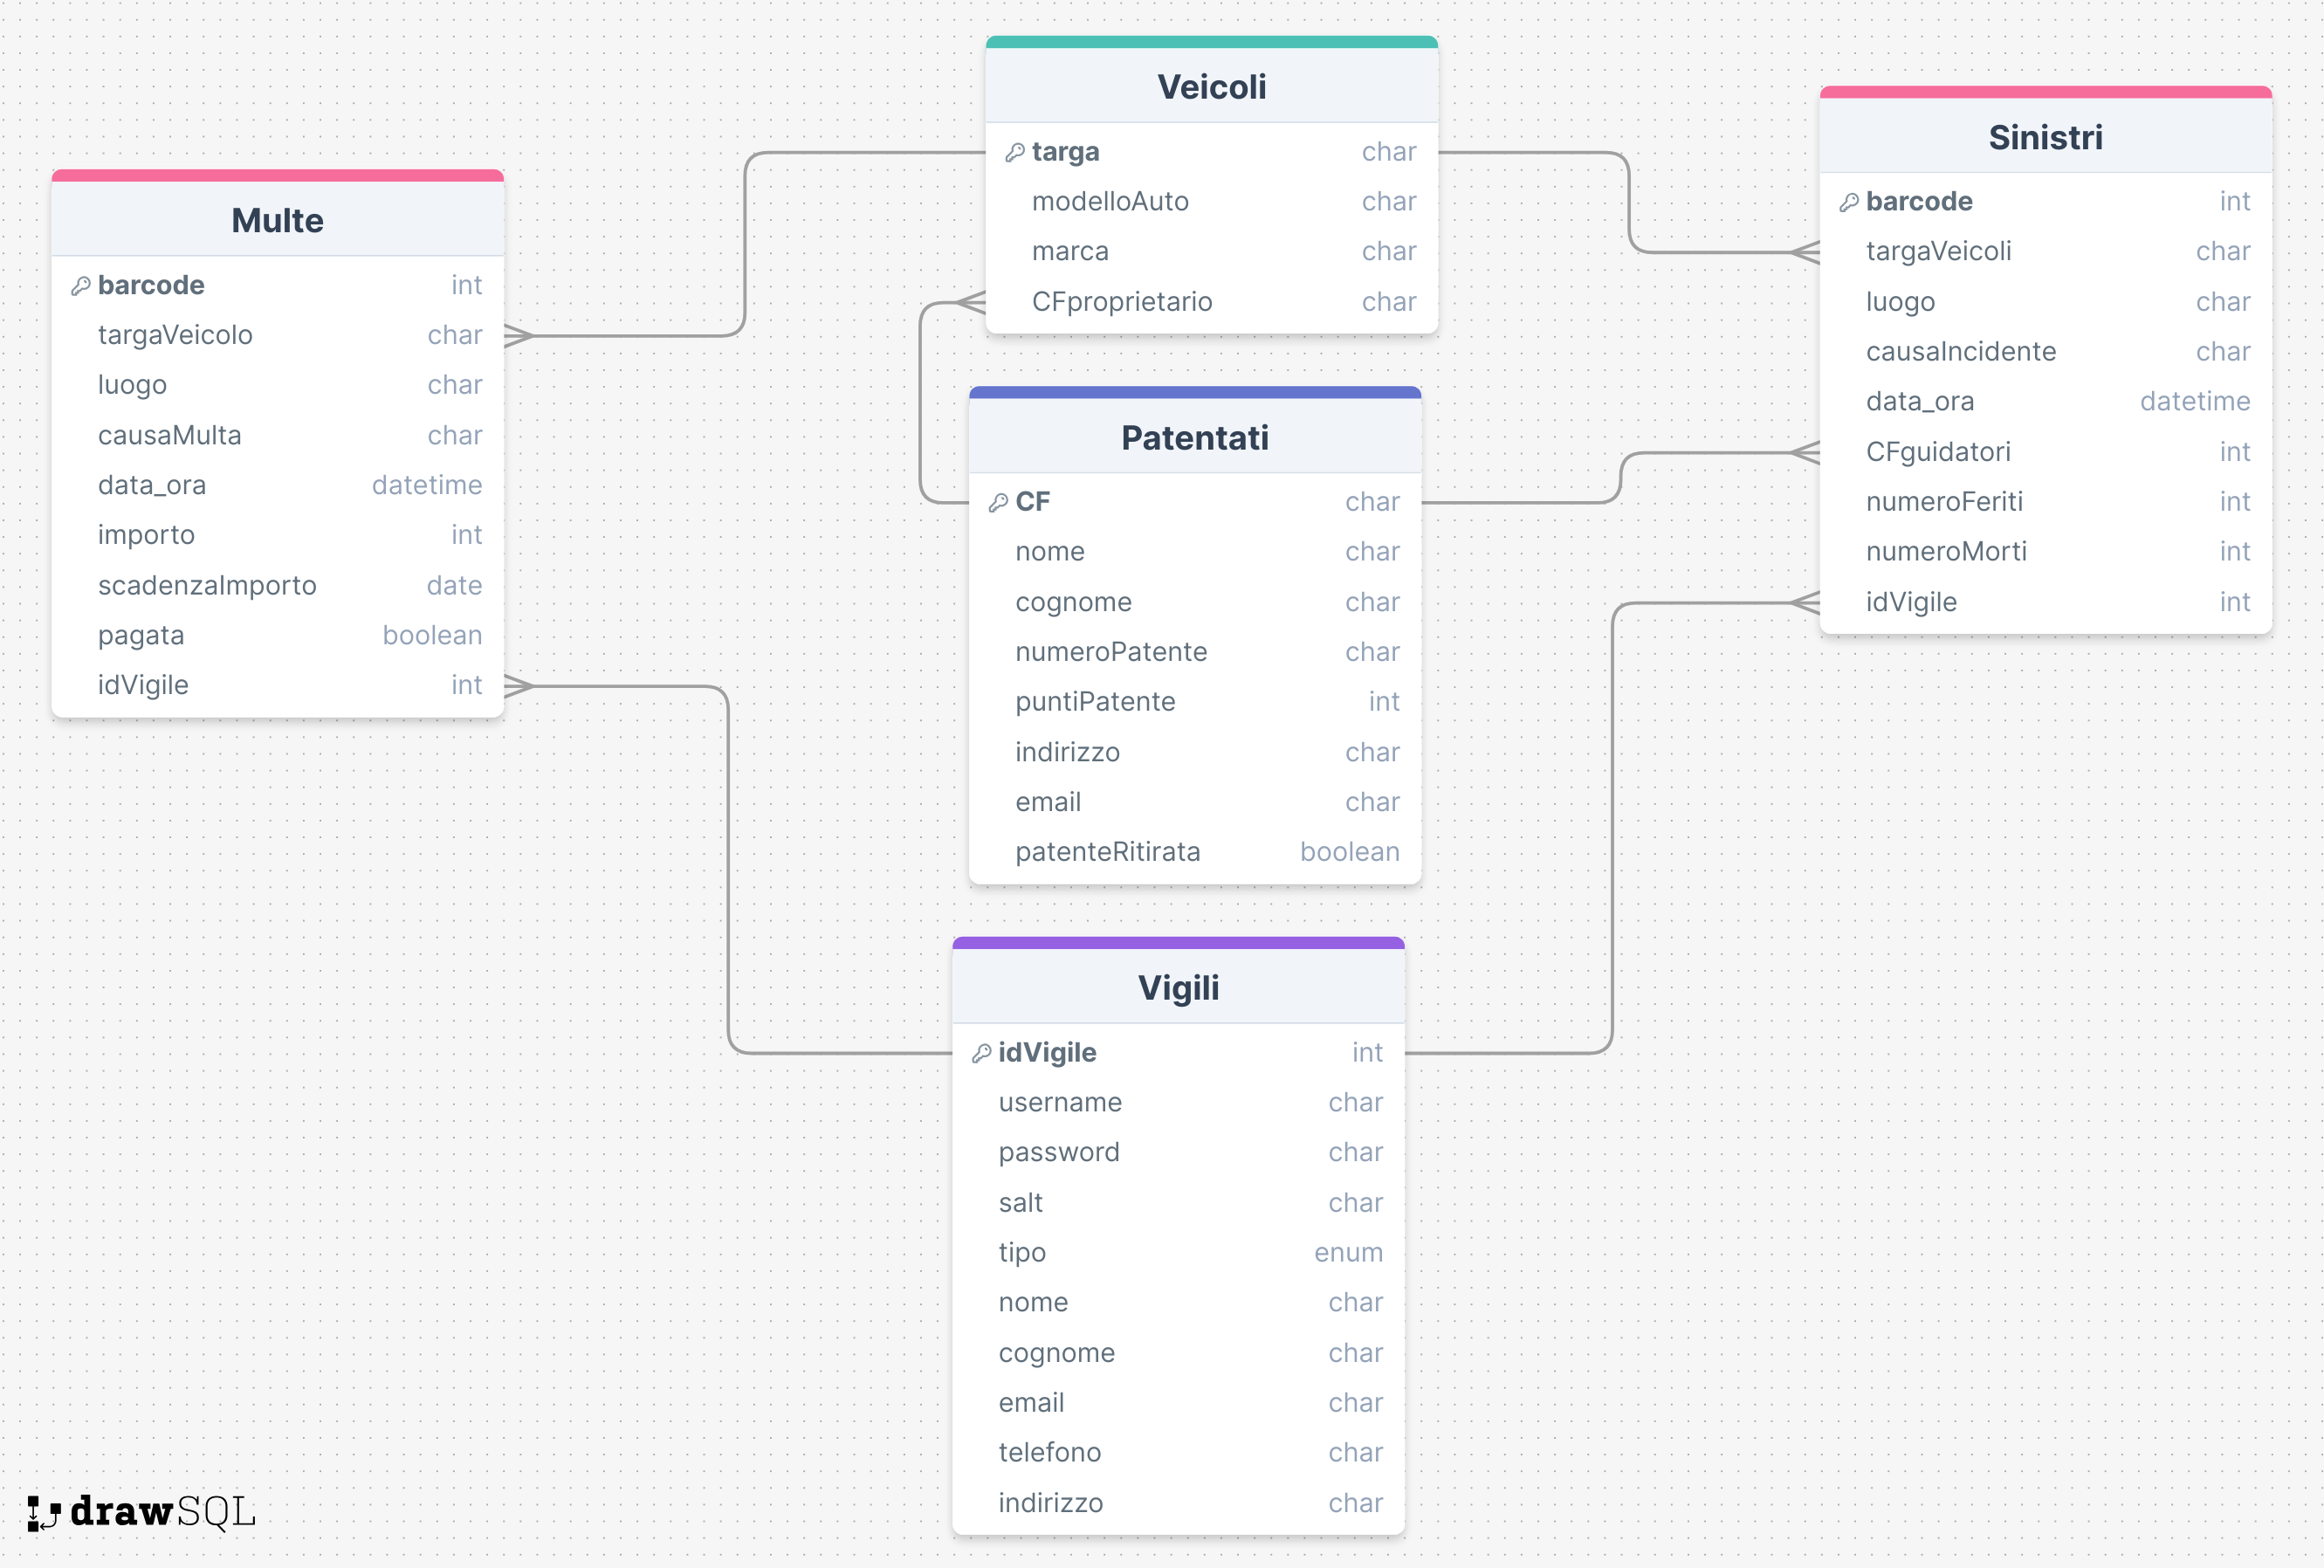 Multe
barcode int
targaVeicolo char
luogo char
causaMulta char
data_ora datetime
importo int
scadenzaImporto date
pagata boolean
idVigile int
Veicoli
targa char
modelloAuto char
marca char
CFproprietario char
Patentati
CF char
nome char
cognome char
numeroPatente char
puntiPatente int
indirizzo char
email char
patenteRitirata boolean
Vigili
idVigile int
username char
password char
salt char
tipo enum
nome char
cognome char
email char
telefono char
indirizzo char
Sinistri
barcode int
targaVeicoli char
luogo char
causaIncidente char
data_ora datetime
CFguidatori int
numeroFeriti int
numeroMorti int
idVigile int
drawSQL